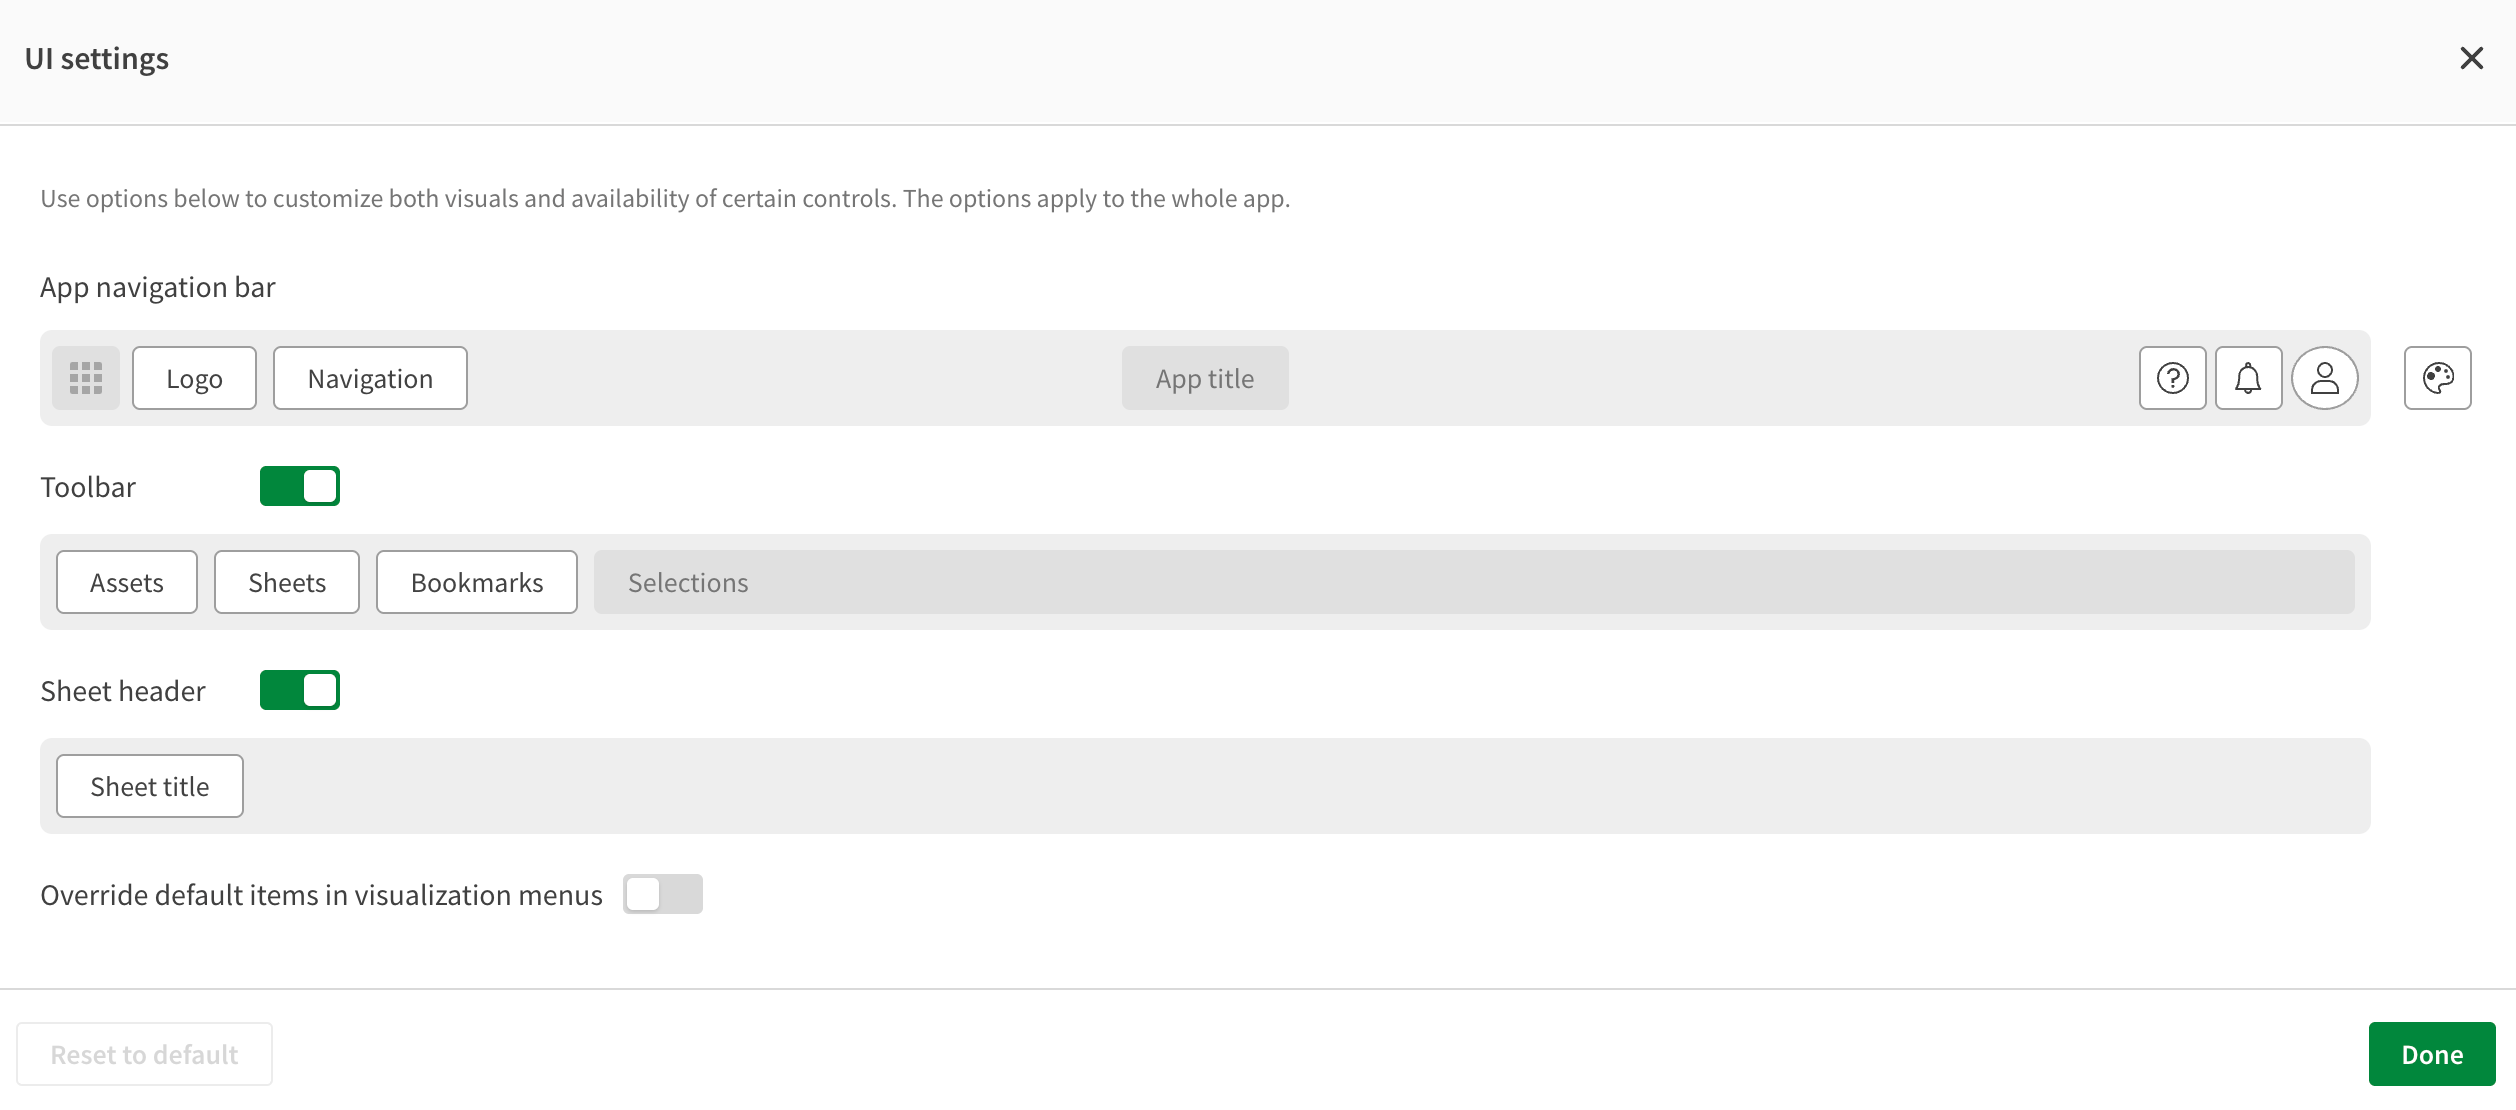 UI settings
Use options below to customize both visuals and availability of certain controls. The options apply to the whole app.
App navigation bar
Logo Navigation App title
Toolbar
Assets Sheets Bookmarks Selections
Sheet header
Sheet title
Override default items in visualization menus
Reset to default Done